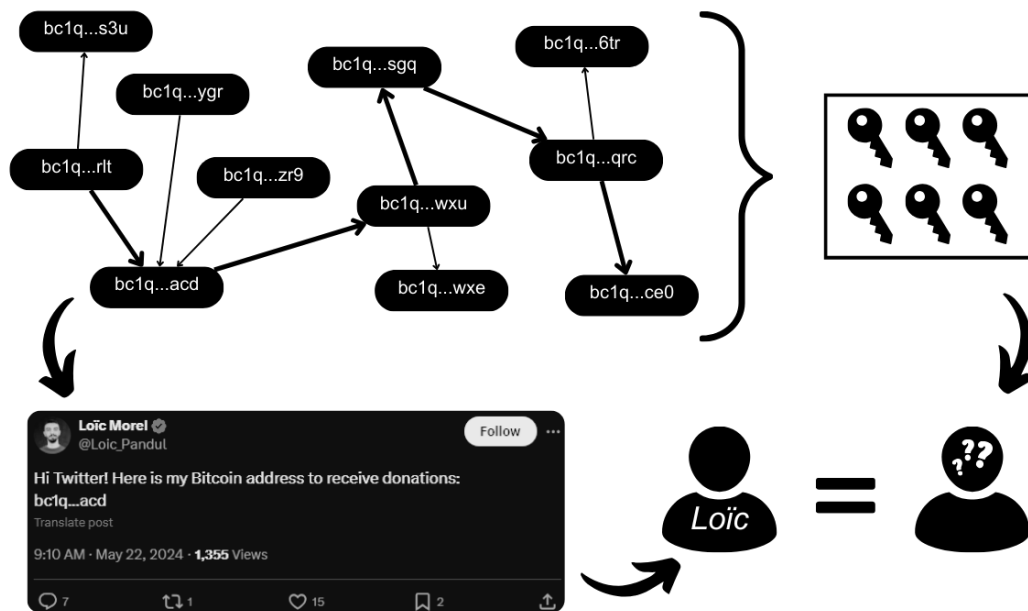 bc1q...s3u
bc1q...ygr
bc1q...rlt
bc1q...zr9
bc1q...acd
bc1q...sgq
bc1q...wxu
bc1q...wxe
bc1q...6tr
bc1q...qrc
bc1q...ce0
Loïc Morel
@Loic_Pandul
Follow
Hi Twitter! Here is my Bitcoin address to receive donations:
bc1q...acd
Translate post
9:10 AM · May 22, 2024 · 1,355 Views
7 1 15 2
Loïc
=
???